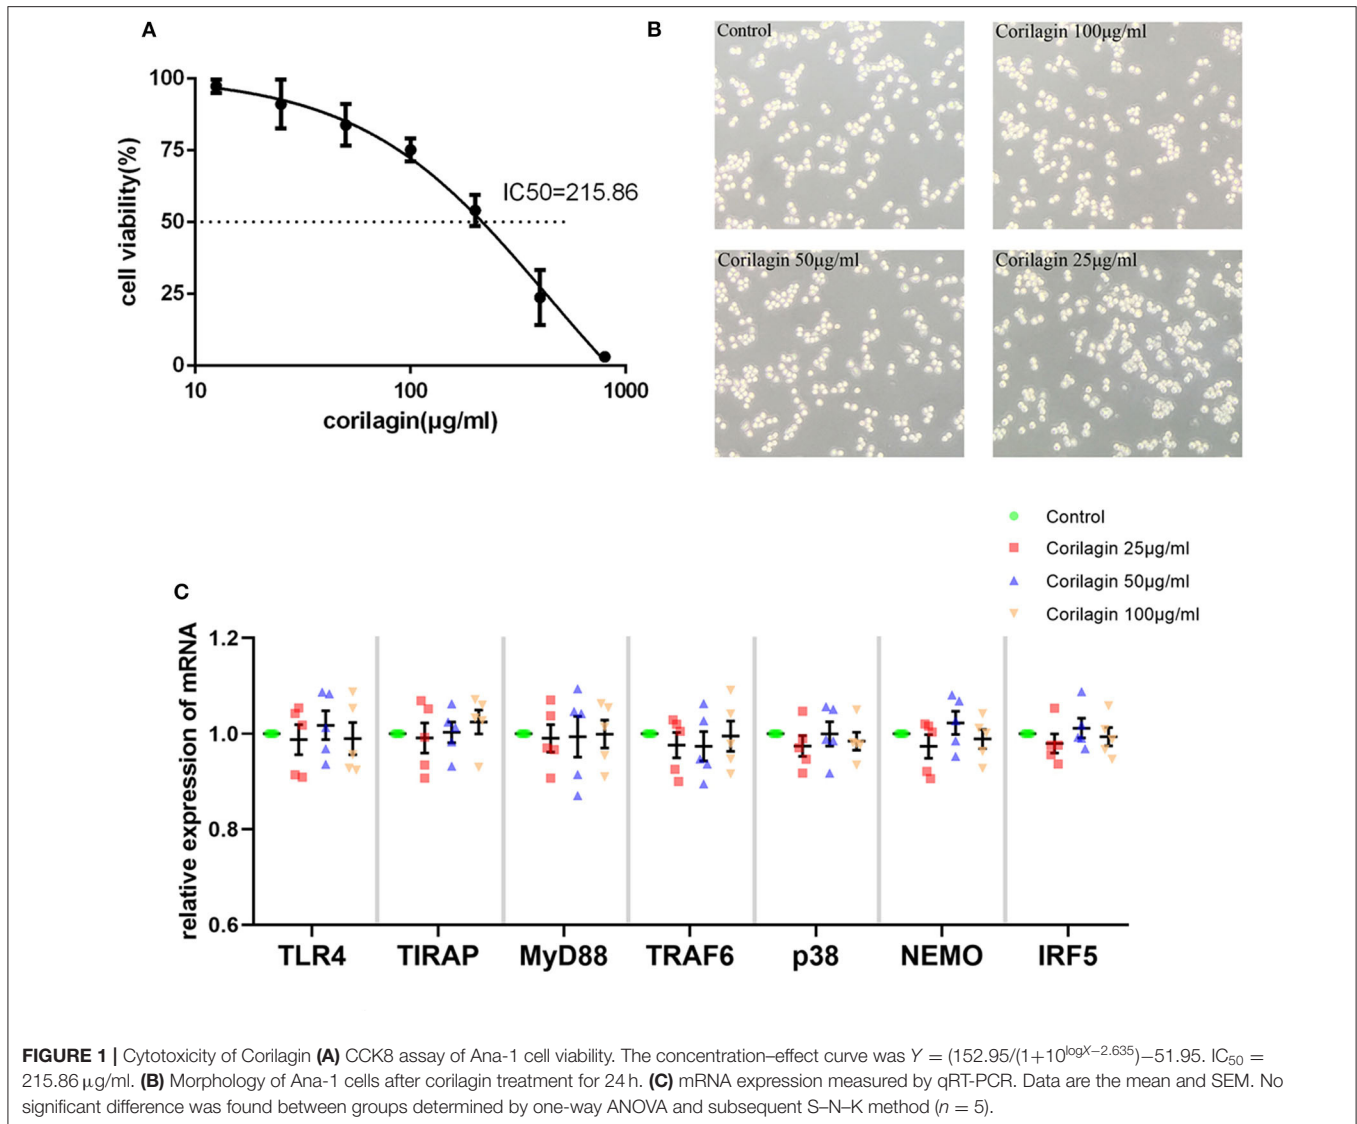 A
100
75
50
25
0
10
100
1000
cell viability(%)
corilagin(µg/ml)
IC50=215.86
B
Control
Corilagin 100µg/ml
Corilagin 50µg/ml
Corilagin 25µg/ml
Control
Corilagin 25µg/ml
Corilagin 50µg/ml
Corilagin 100µg/ml
C
relative expression of mRNA
1.2
1.0
0.8
0.6
TLR4
TIRAP
MyD88
TRAF6
p38
NEMO
IRF5
FIGURE 1 | Cytotoxicity of Corilagin (A) CCK8 assay of Ana-1 cell viability. The concentration–effect curve was Y = (152.95/(1+10^logX−2.635)−51.95. IC50 =
215.86 µg/ml. (B) Morphology of Ana-1 cells after corilagin treatment for 24 h. (C) mRNA expression measured by qRT-PCR. Data are the mean and SEM. No
significant difference was found between groups determined by one-way ANOVA and subsequent S–N–K method (n = 5).